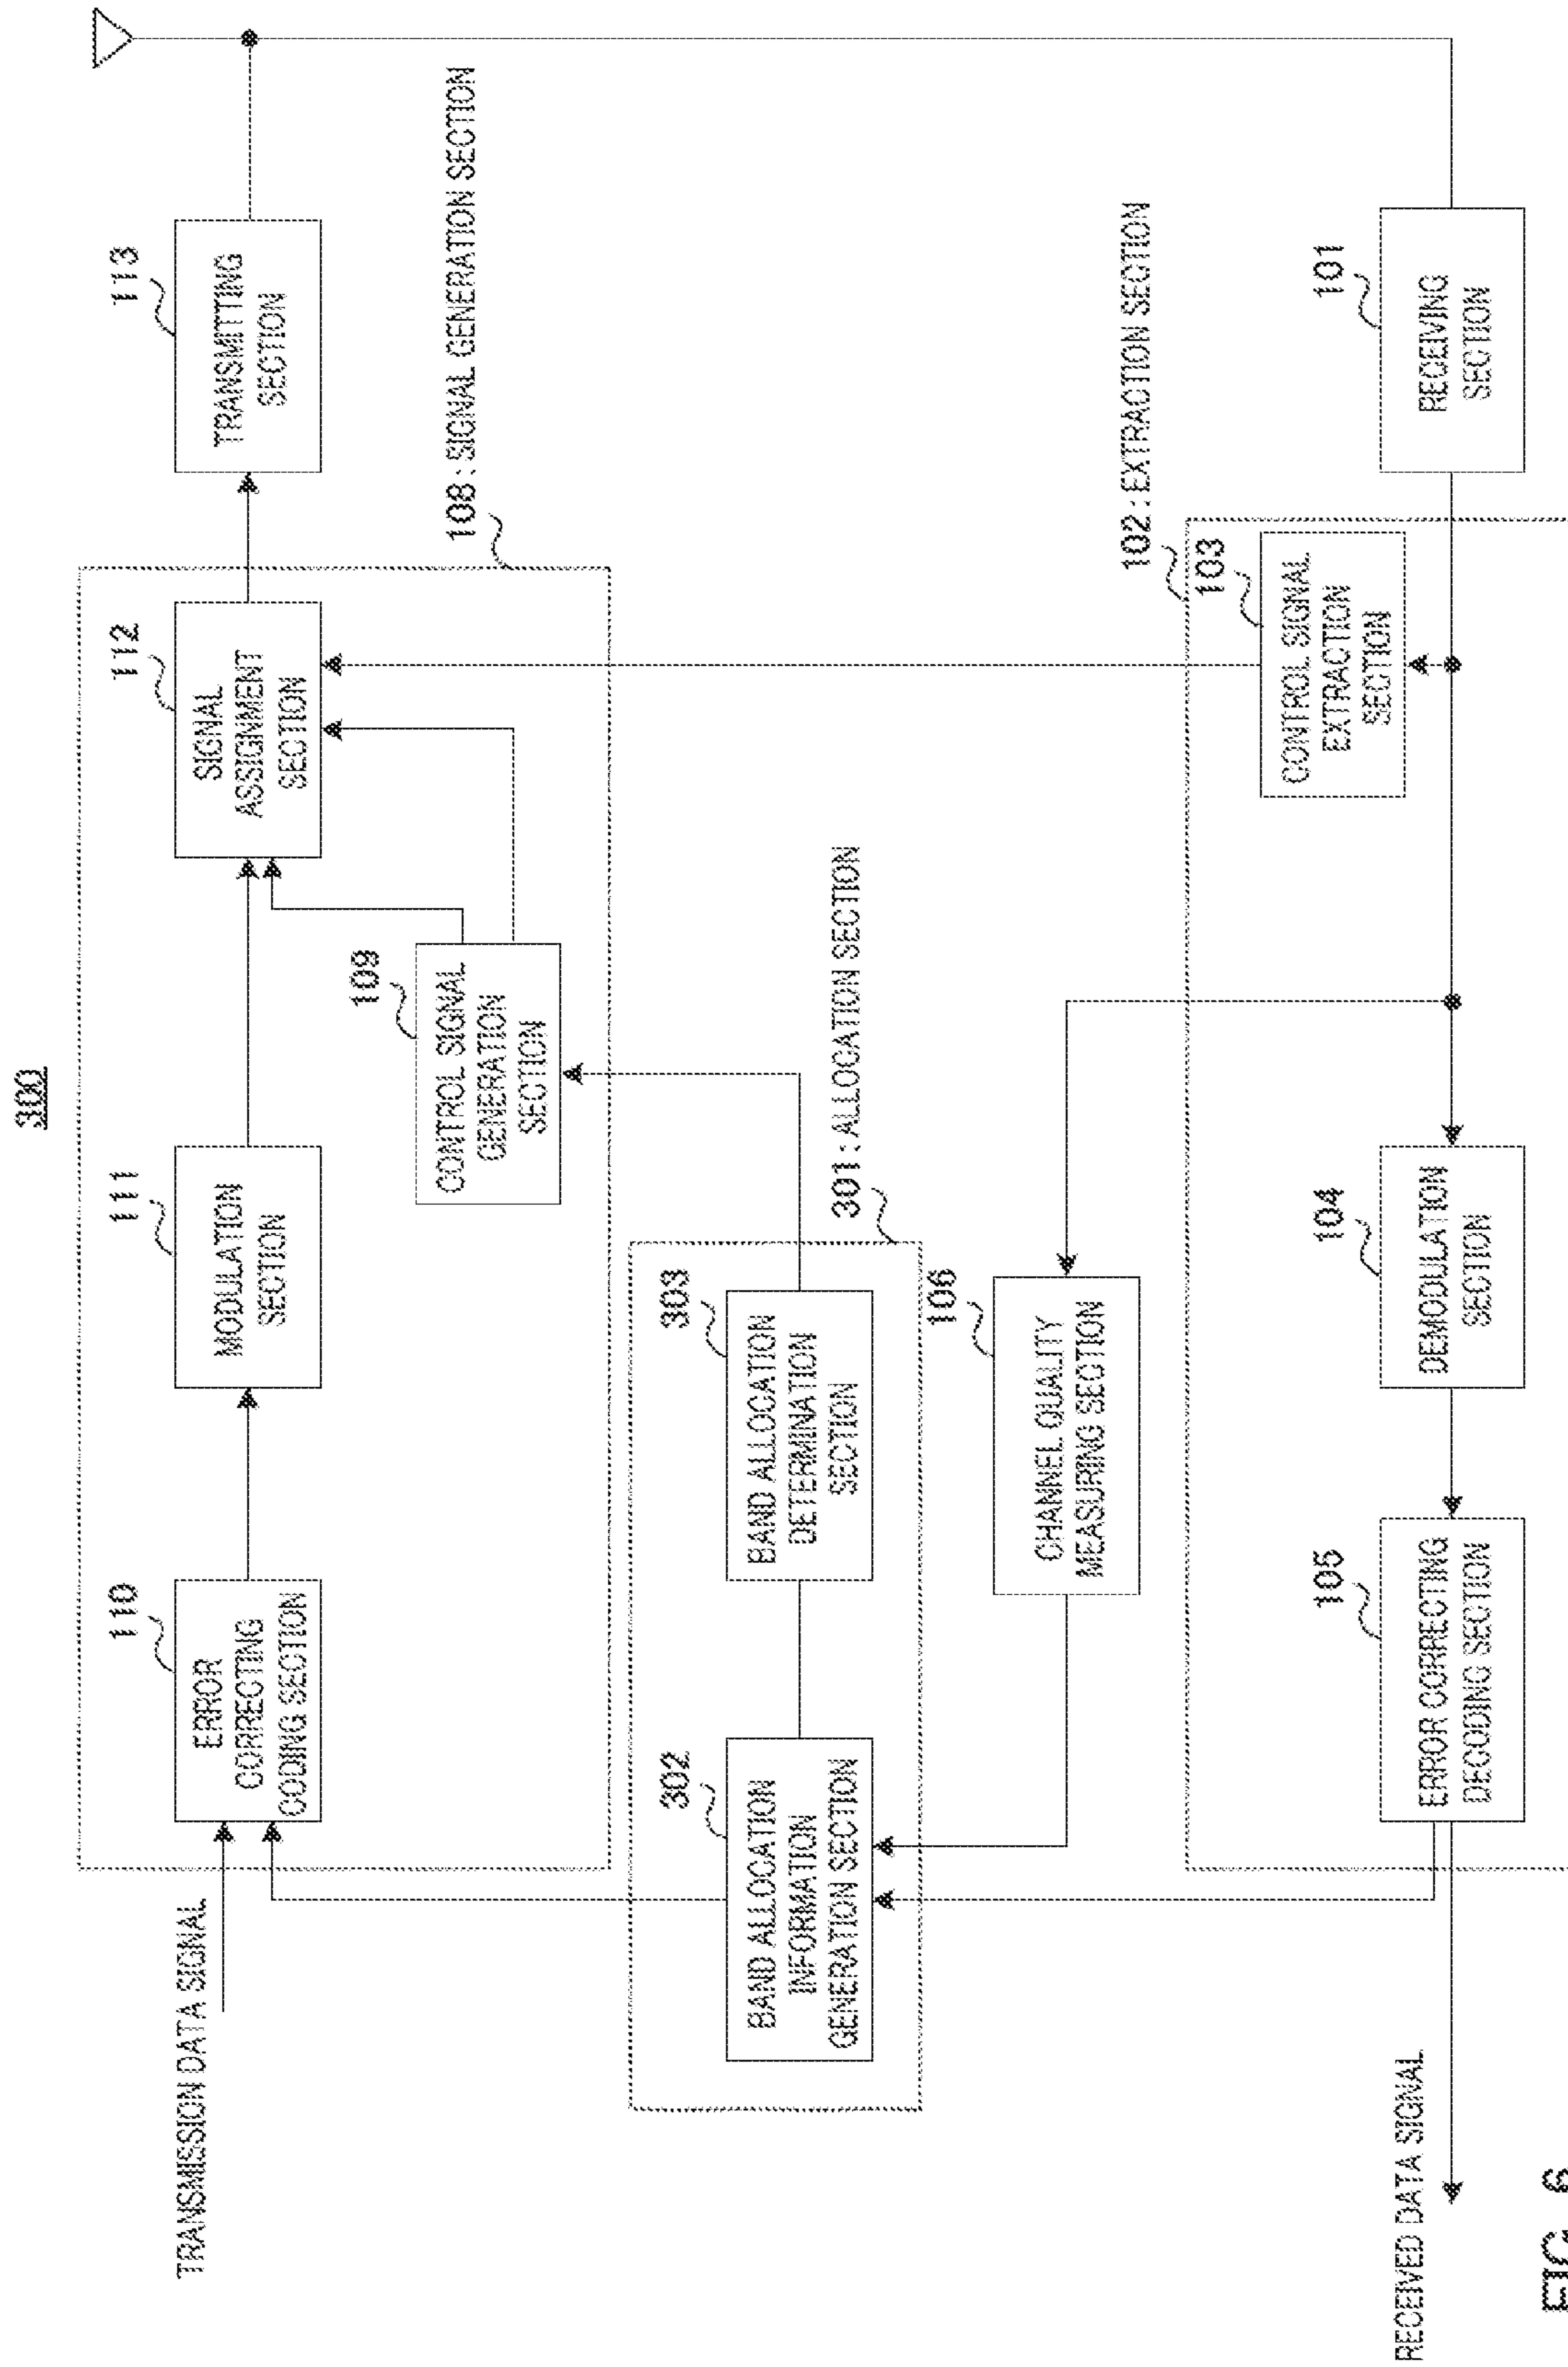 300
TRANSMISSION DATA SIGNAL
110
ERROR
CORRECTING
CODING SECTION
111
MODULATION
SECTION
112
SIGNAL
ASSIGNMENT
SECTION
113
TRANSMITTING
SECTION
109
CONTROL SIGNAL
GENERATION
SECTION
108 : SIGNAL GENERATION SECTION
302
BAND ALLOCATION
INFORMATION
GENERATION SECTION
303
BAND ALLOCATION
DETERMINATION
SECTION
301 : ALLOCATION SECTION
106
CHANNEL QUALITY
MEASURING SECTION
102 : EXTRACTION SECTION
103
CONTROL SIGNAL
EXTRACTION
SECTION
RECEIVED DATA SIGNAL
105
ERROR CORRECTING
DECODING SECTION
104
DEMODULATION
SECTION
101
RECEIVING
SECTION